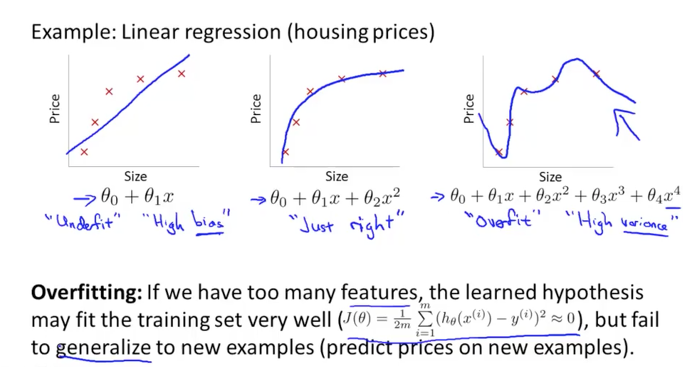 Example: Linear regression (housing prices)
Price
Price
Price
Size
Size
Size
→ θ₀ + θ₁x
→ θ₀ + θ₁x + θ₂x²
→ θ₀ + θ₁x + θ₂x² + θ₃x³ + θ₄x⁴
"Underfit" "High bias"
"Just right"
"Overfit" "High variance"
Overfitting: If we have too many features, the learned hypothesis
may fit the training set very well (J(θ) = 1/2m ∑ᵢ₌₁ᵐ (hθ(x⁽ⁱ⁾) − y⁽ⁱ⁾)² ≈ 0), but fail
to generalize to new examples (predict prices on new examples).